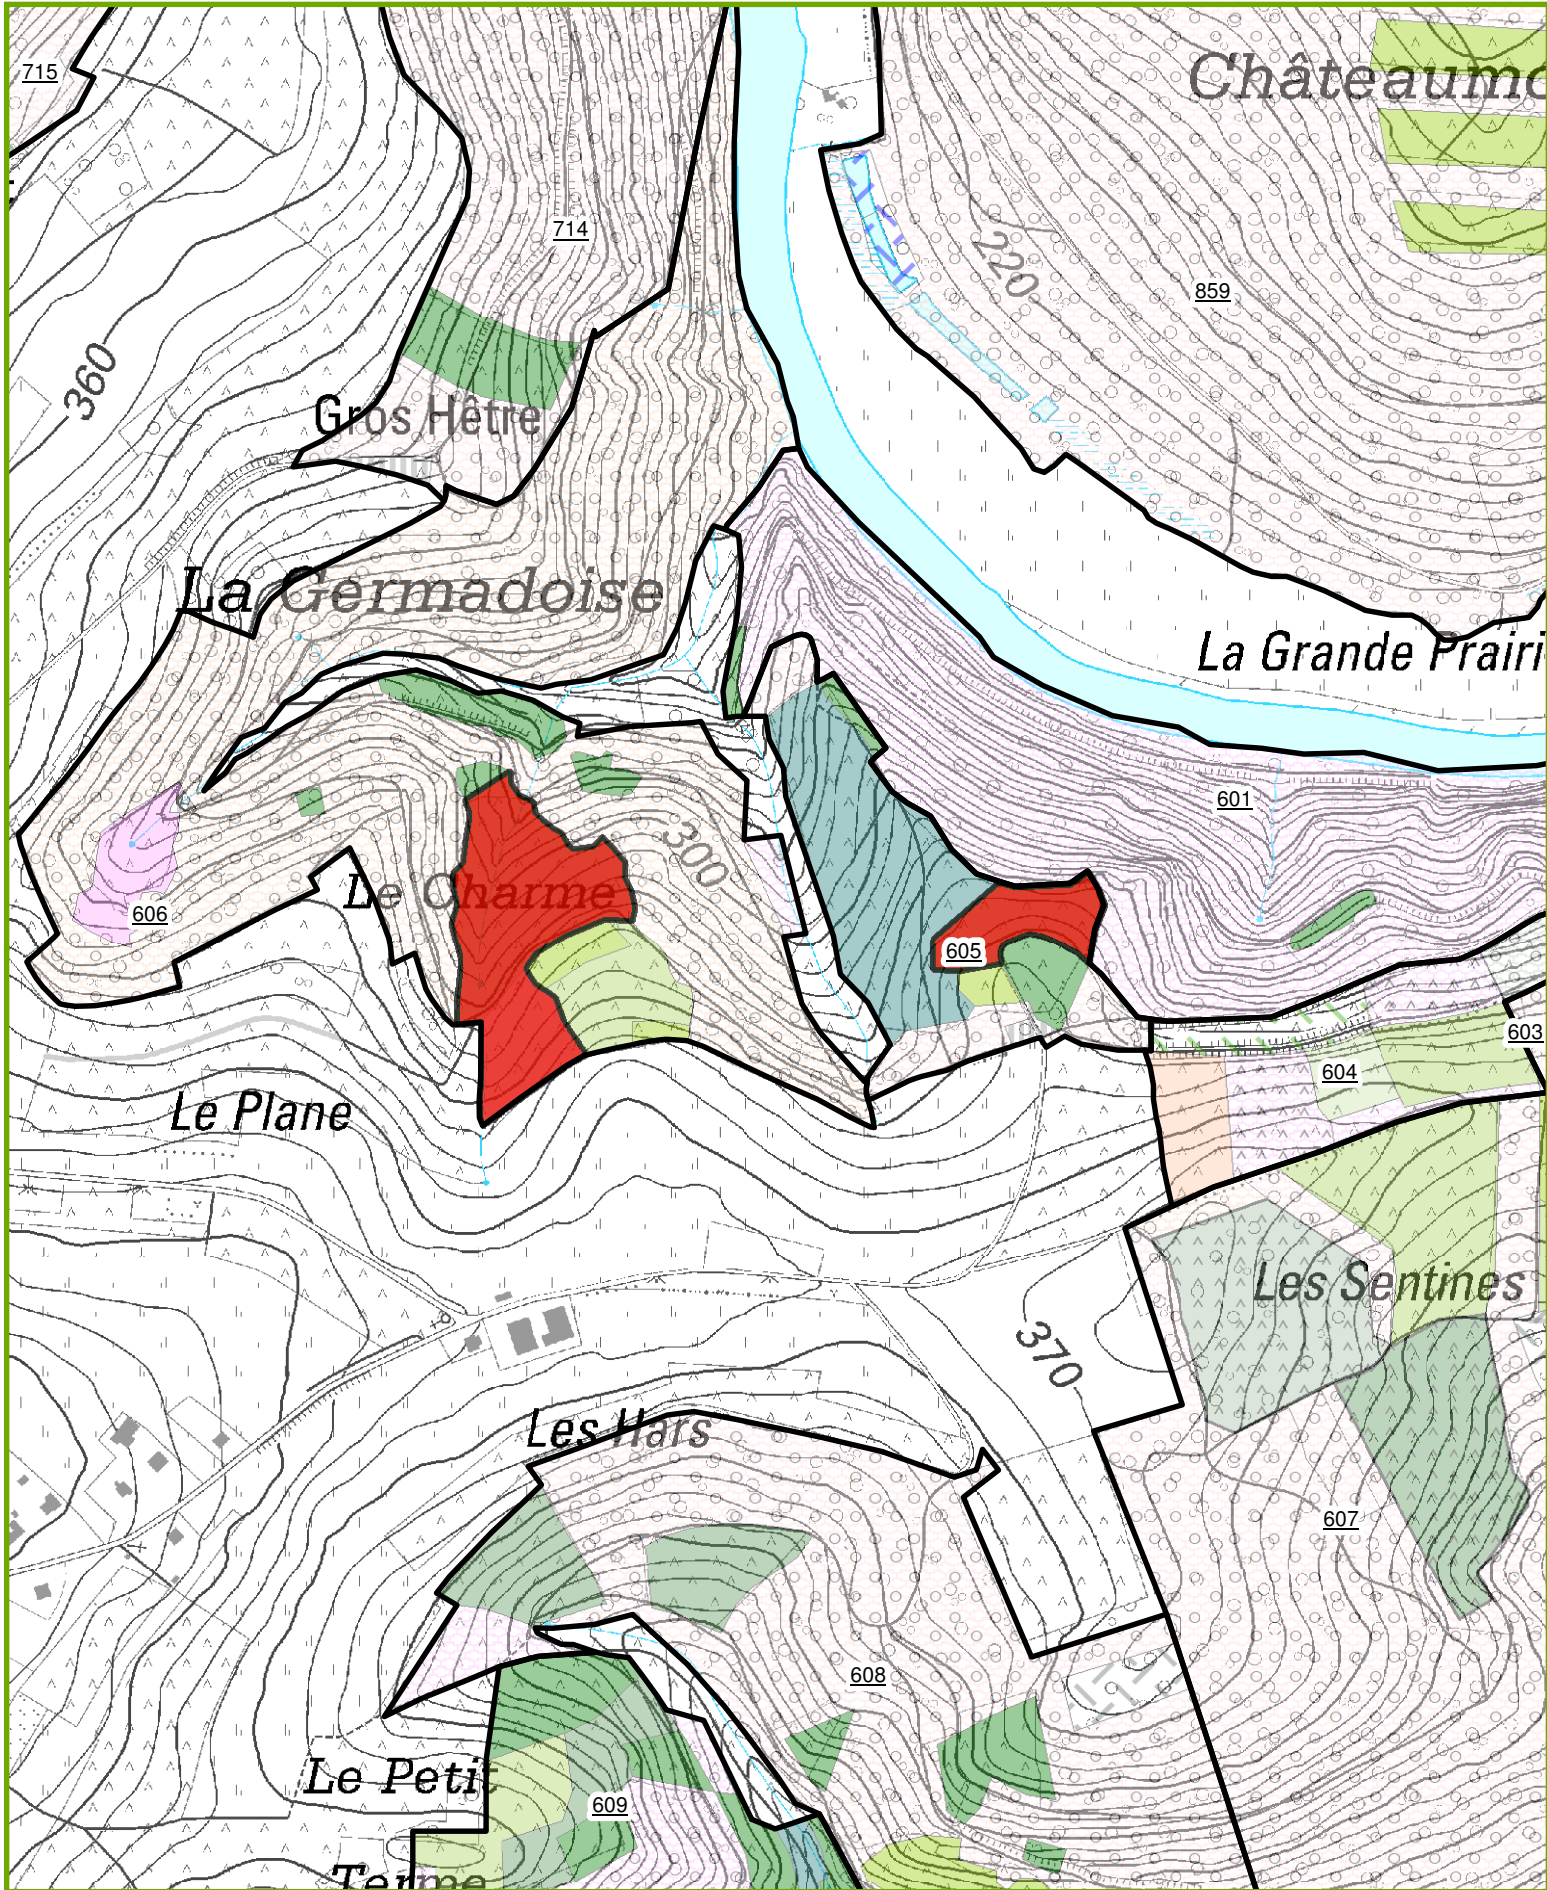 715
Châteaumo
714
220
859
360
Gros Hêtre
La Germadoise
La Grande Prairi
601
300
Le Charme
606
605
603
604
Le Plane
Les Sentines
370
Les Hars
607
608
Le Petit
609
Terme